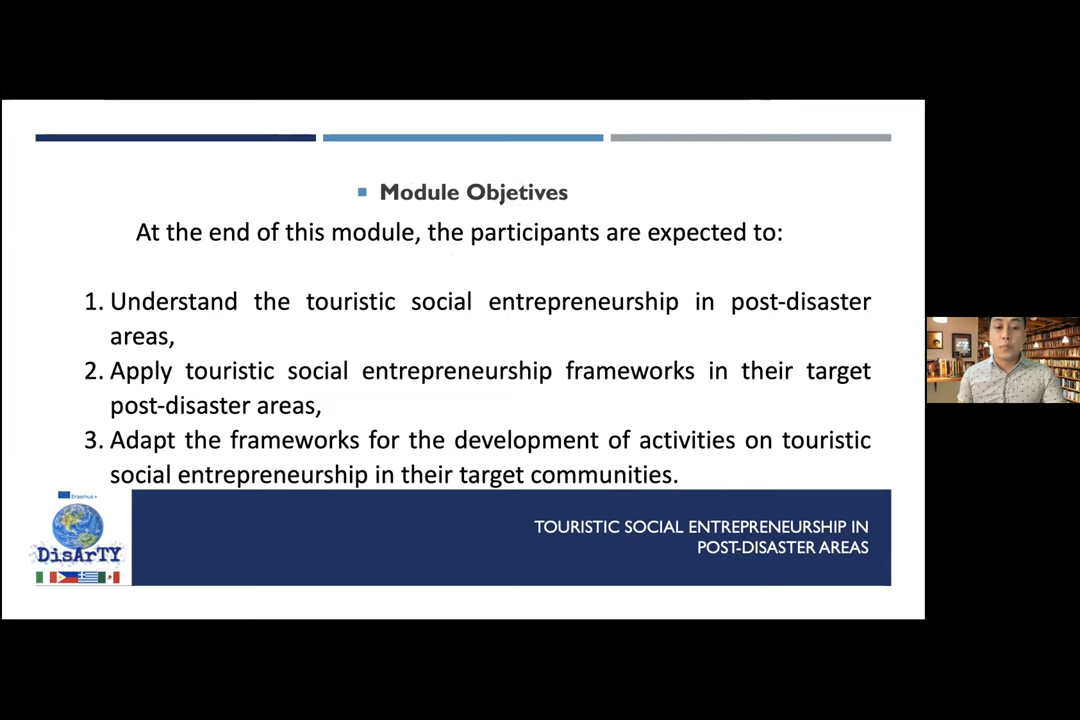 Module Objetives
At the end of this module, the participants are expected to:
1. Understand the touristic social entrepreneurship in post-disaster
areas,
2. Apply touristic social entrepreneurship frameworks in their target
post-disaster areas,
3. Adapt the frameworks for the development of activities on touristic
social entrepreneurship in their target communities.
Erasmus+
DisArTY
TOURISTIC SOCIAL ENTREPRENEURSHIP IN
POST-DISASTER AREAS